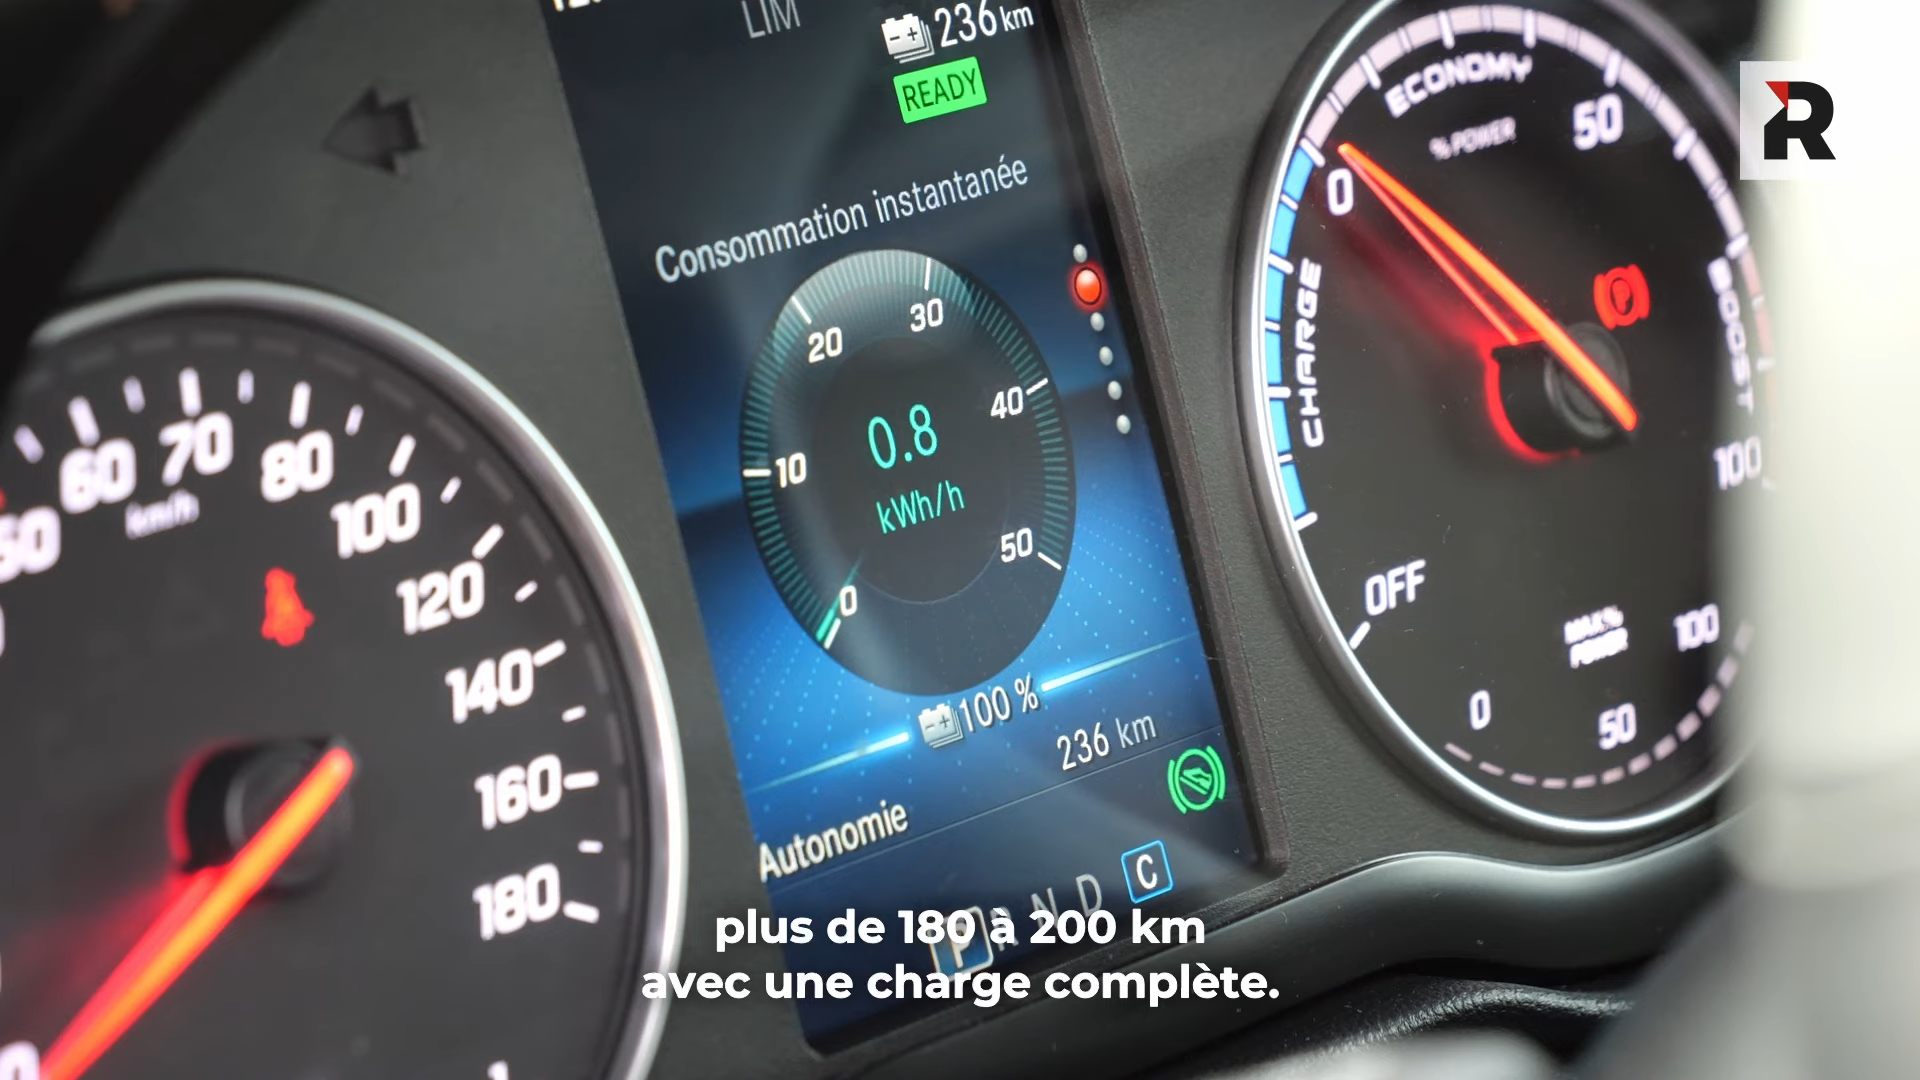 LIM
236 km
READY
Consommation instantanée
0
10
20
30
40
50
0.8
kWh/h
100 %
236 km
Autonomie
P R N D C
60
70
80
100
120
140
160
180
km/h
ECONOMY
% POWER
0
50
100
CHARGE
BOOST
OFF
MAX%
POWER
0
50
100
P
R
plus de 180 à 200 km
avec une charge complète.